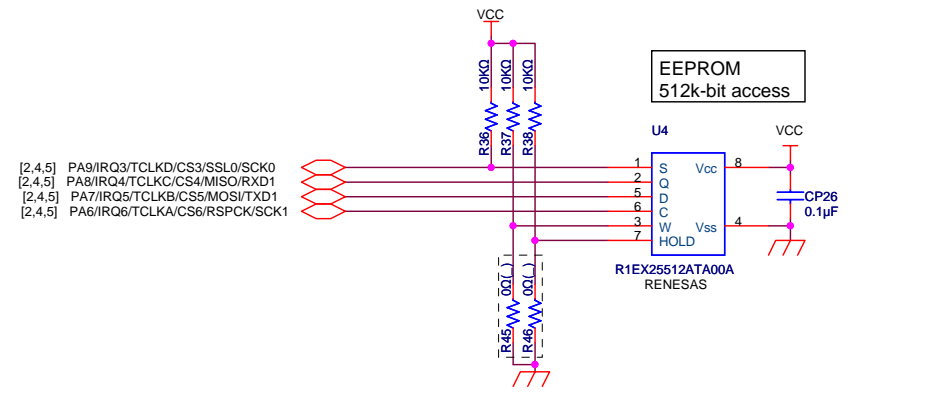 VCC
10KΩ
10KΩ
10KΩ
R36
R37
R38
EEPROM
512k-bit access
U4
VCC
[2,4,5] PA9/IRQ3/TCLKD/CS3/SSL0/SCK0
[2,4,5] PA8/IRQ4/TCLKC/CS4/MISO/RXD1
[2,4,5] PA7/IRQ5/TCLKB/CS5/MOSI/TXD1
[2,4,5] PA6/IRQ6/TCLKA/CS6/RSPCK/SCK1
1 S Vcc 8
2 Q
5 D
6 C
3 W Vss 4
7 HOLD
CP26
0.1µF
R1EX25512ATA00A
RENESAS
0Ω(_)
0Ω(_)
R45
R46